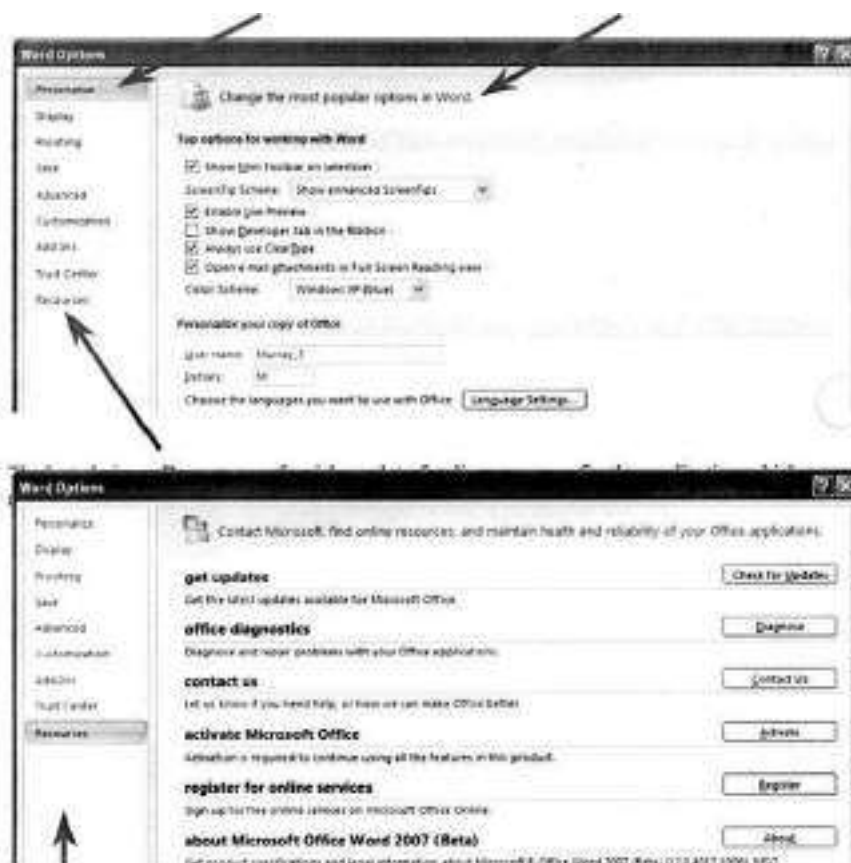 Word Options
Personalize
Display
Proofing
Save
Advanced
Customization
Add-Ins
Trust Center
Resources
Change the most popular options in Word.
Top options for working with Word
Show Mini Toolbar on selection
ScreenTip Scheme: Show enhanced ScreenTips
Enable Live Preview
Show Developer tab in the Ribbon
Always use ClearType
Open e-mail attachments in Full Screen Reading view
Color Scheme: Windows XP (Blue)
Personalize your copy of Office
User name: Murray_T
Initials: M
Choose the languages you want to use with Office: Language Settings...
Word Options
Personalize
Display
Proofing
Save
Advanced
Customization
Add-Ins
Trust Center
Resources
Contact Microsoft, find online resources, and maintain health and reliability of your Office applications.
get updates
Check for Updates
Get the latest updates available for Microsoft Office.
office diagnostics
Diagnose
Diagnose and repair problems with your Office applications.
contact us
Contact Us
Let us know if you need help, or how we can make Office better.
activate Microsoft Office
Activate
Activation is required to continue using all the features in this product.
register for online services
Register
Sign up for free online services on Microsoft Office Online.
about Microsoft Office Word 2007 (Beta)
About